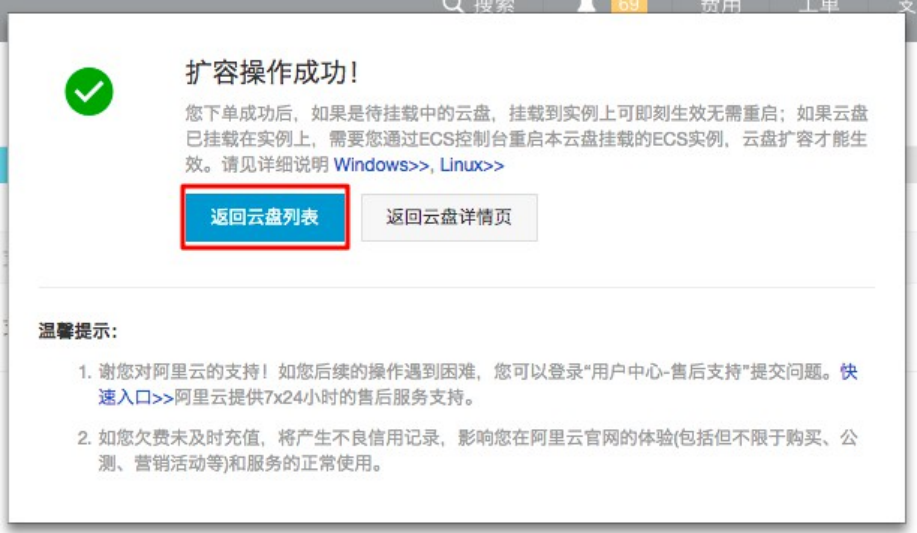 搜索 69 费用 工单
扩容操作成功！
您下单成功后，如果是待挂载中的云盘，挂载到实例上可即刻生效无需重启；如果云盘
已挂载在实例上，需要您通过ECS控制台重启本云盘挂载的ECS实例，云盘扩容才能生
效。请见详细说明 Windows>>, Linux>>
返回云盘列表 返回云盘详情页
温馨提示：
1. 谢您对阿里云的支持！如您后续的操作遇到困难，您可以登录“用户中心-售后支持”提交问题。快
速入口>>阿里云提供7x24小时的售后服务支持。
2. 如您欠费未及时充值，将产生不良信用记录，影响您在阿里云官网的体验(包括但不限于购买、公
测、营销活动等)和服务的正常使用。